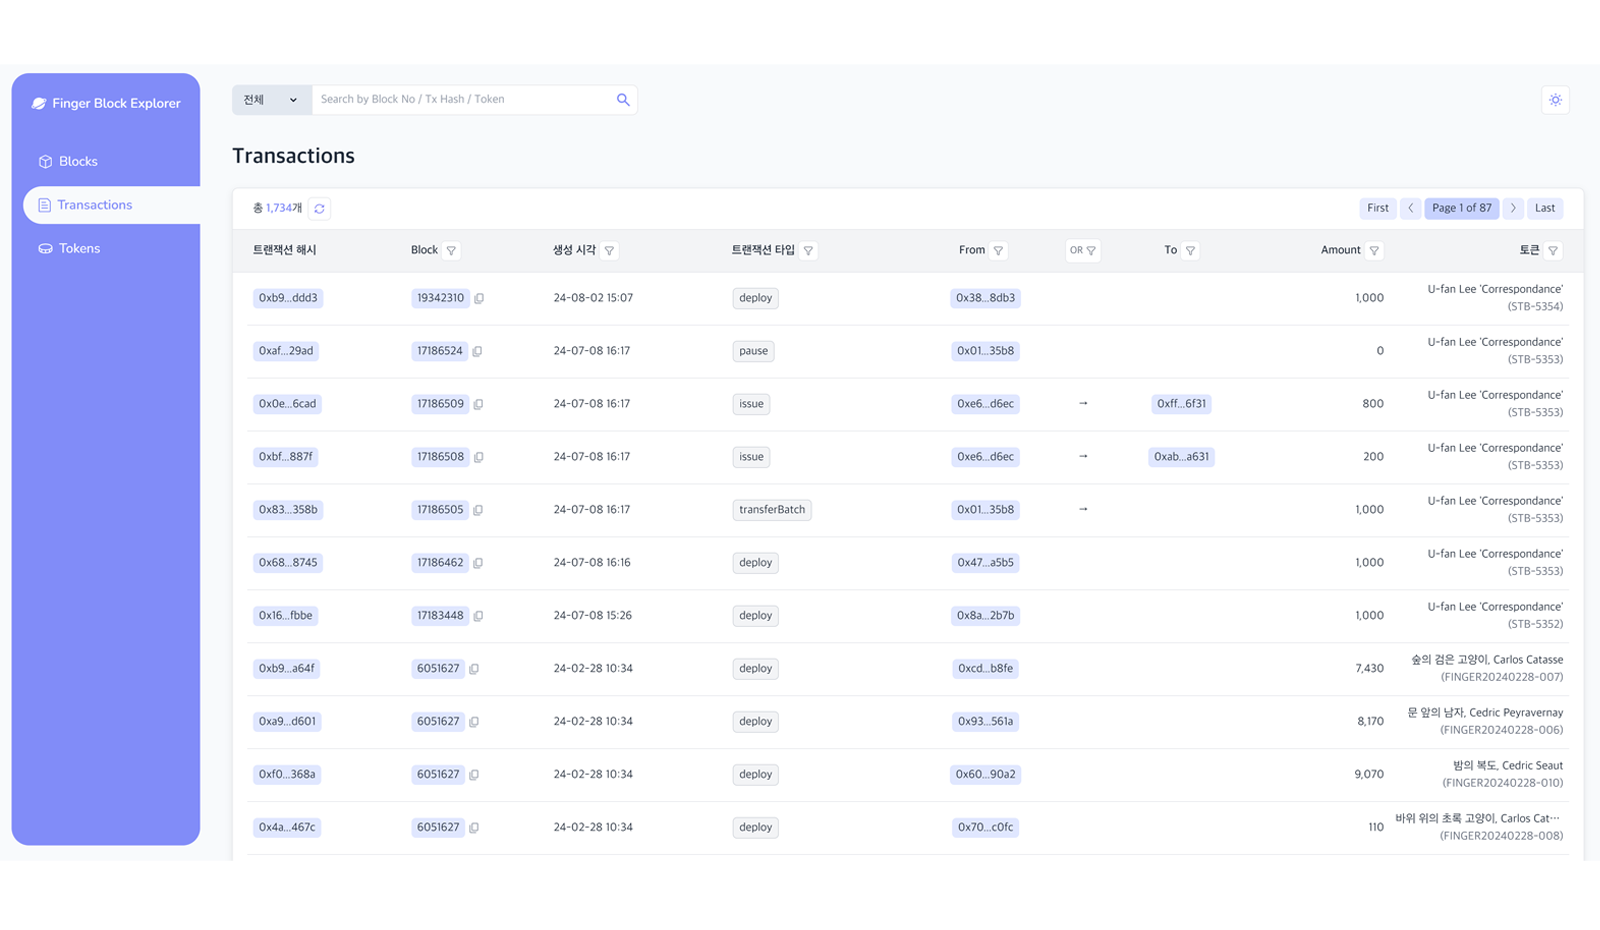 Finger Block Explorer
Blocks
Transactions
Tokens
전체
Search by Block No / Tx Hash / Token
Transactions
총 1,734개
First
Page 1 of 87
Last
트랜잭션 해시 Block 생성 시각 트랜잭션 타입 From OR To Amount 토큰
0xb9...ddd3 19342310 24-08-02 15:07 deploy 0x38...8db3 1,000 U-fan Lee 'Correspondance'
(STB-5354)
0xaf...29ad 17186524 24-07-08 16:17 pause 0x01...35b8 0 U-fan Lee 'Correspondance'
(STB-5353)
0x0e...6cad 17186509 24-07-08 16:17 issue 0xe6...d6ec → 0xff...6f31 800 U-fan Lee 'Correspondance'
(STB-5353)
0xbf...887f 17186508 24-07-08 16:17 issue 0xe6...d6ec → 0xab...a631 200 U-fan Lee 'Correspondance'
(STB-5353)
0x83...358b 17186505 24-07-08 16:17 transferBatch 0x01...35b8 → 1,000 U-fan Lee 'Correspondance'
(STB-5353)
0x68...8745 17186462 24-07-08 16:16 deploy 0x47...a5b5 1,000 U-fan Lee 'Correspondance'
(STB-5353)
0x16...fbbe 17183448 24-07-08 15:26 deploy 0x8a...2b7b 1,000 U-fan Lee 'Correspondance'
(STB-5352)
0xb9...a64f 6051627 24-02-28 10:34 deploy 0xcd...b8fe 7,430 숲의 검은 고양이, Carlos Catasse
(FINGER20240228-007)
0xa9...d601 6051627 24-02-28 10:34 deploy 0x93...561a 8,170 문 앞의 남자, Cedric Peyravernay
(FINGER20240228-006)
0xf0...368a 6051627 24-02-28 10:34 deploy 0x60...90a2 9,070 밤의 복도, Cedric Seaut
(FINGER20240228-010)
0x4a...467c 6051627 24-02-28 10:34 deploy 0x70...c0fc 110 바위 위의 초록 고양이, Carlos Cat…
(FINGER20240228-008)